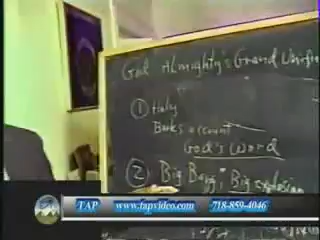 God Almighty's Grand Unified
① Holy
Books account
God's Word
② Big Bang, Big explosion
TAP www.tapvideo.com 718-859-4046